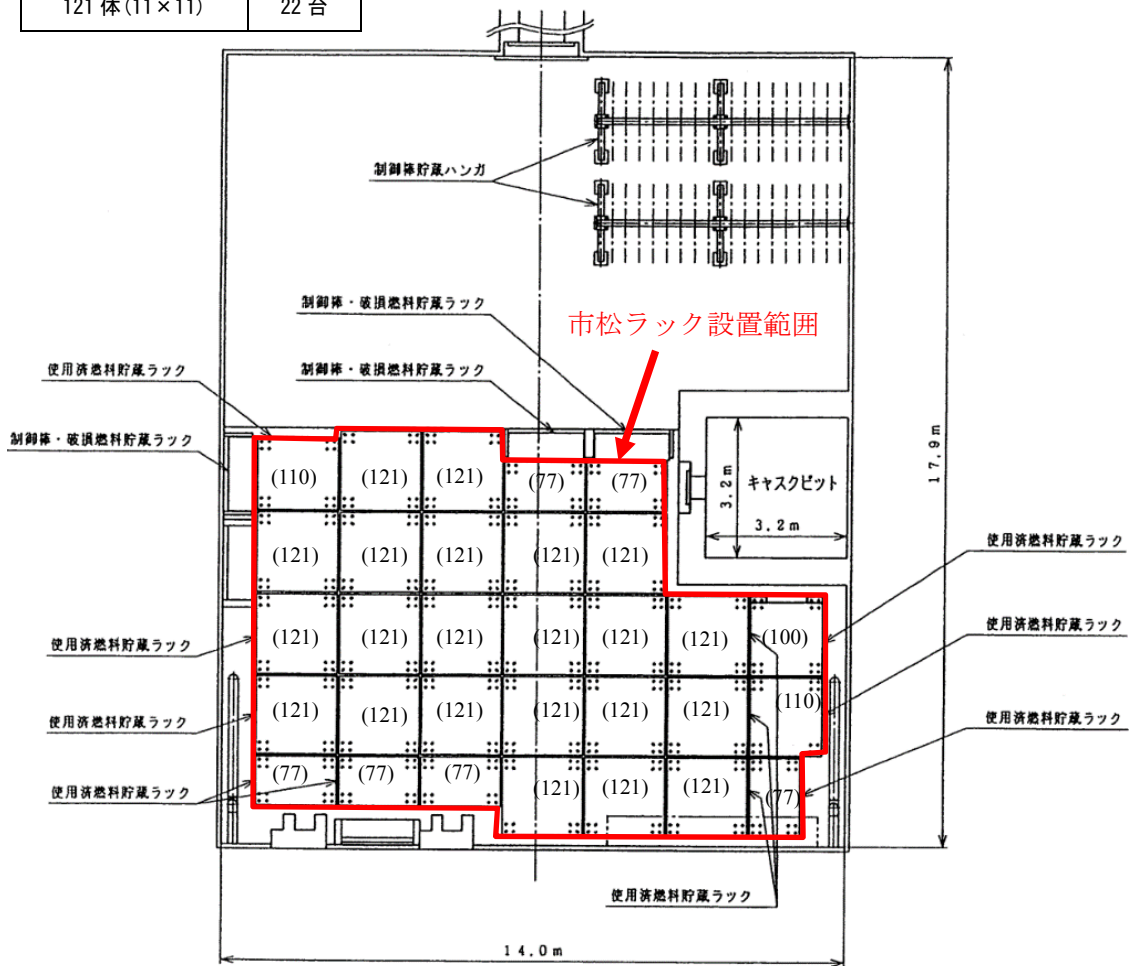 121 体(11×11)　22 台
制御棒貯蔵ハンガ
制御棒・破損燃料貯蔵ラック
市松ラック設置範囲
使用済燃料貯蔵ラック
制御棒・破損燃料貯蔵ラック
制御棒・破損燃料貯蔵ラック
17.9m
(110) (121) (121) (77) (77)
3.2m
キャスクピット
3.2m
(121) (121) (121) (121) (121)
使用済燃料貯蔵ラック
使用済燃料貯蔵ラック
(121) (121) (121) (121) (121) (121) (100)
使用済燃料貯蔵ラック
使用済燃料貯蔵ラック
(121) (121) (121) (121) (121) (121) (110)
使用済燃料貯蔵ラック
使用済燃料貯蔵ラック
(77) (77) (77) (121) (121) (121) (77)
使用済燃料貯蔵ラック
14.0m